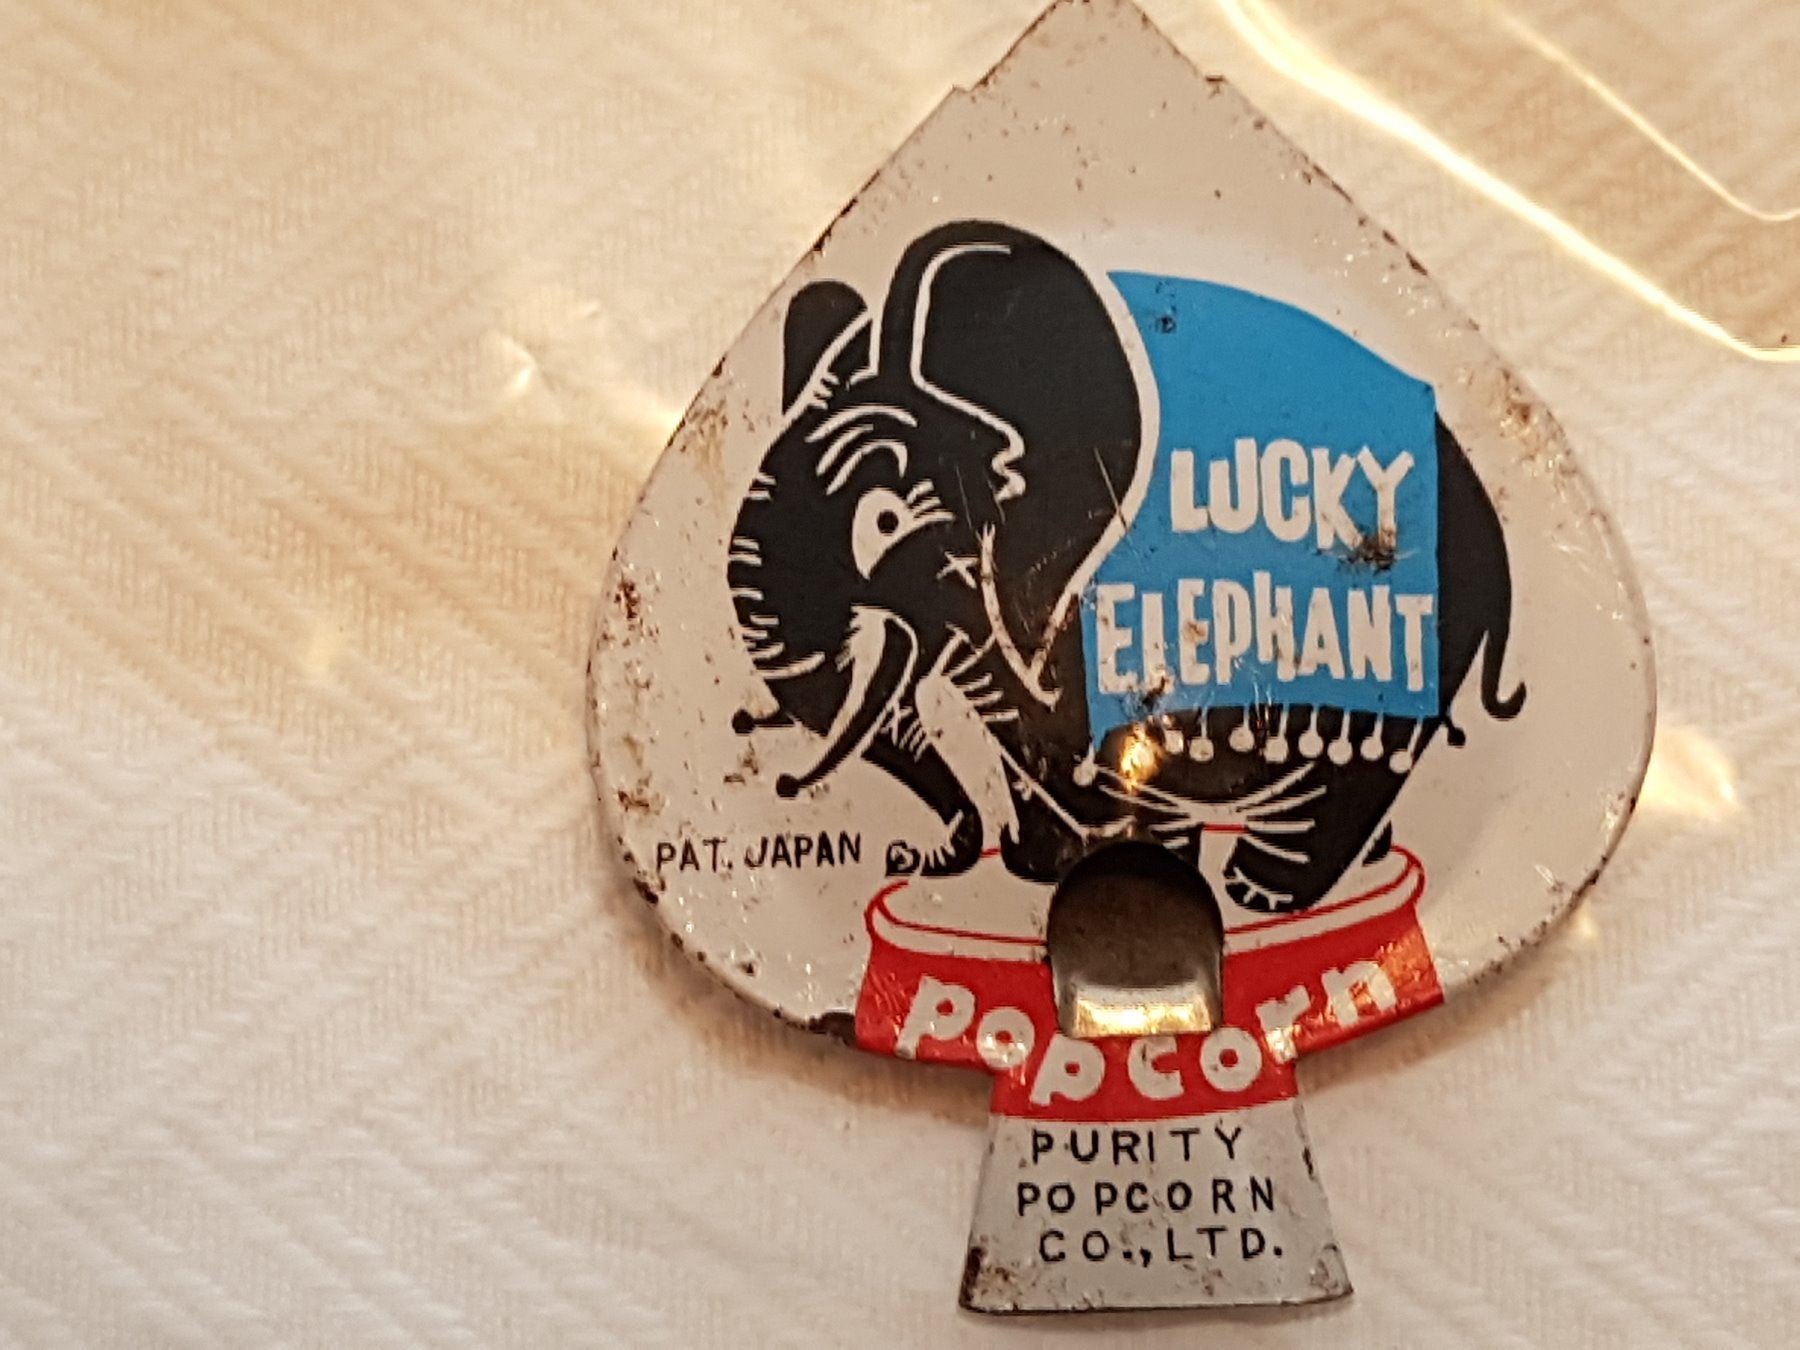 LUCKY
ELEPHANT
PAT. JAPAN
popcorn
PURITY
POPCORN
CO., LTD.